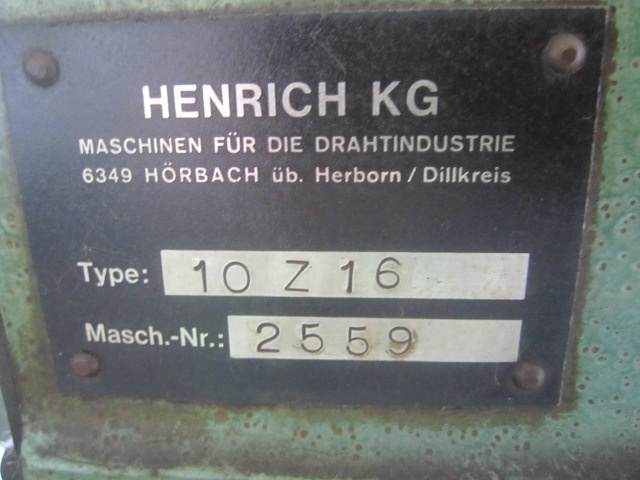 HENRICH KG
MASCHINEN FÜR DIE DRAHTINDUSTRIE
6349 HÖRBACH üb. Herborn / Dillkreis
Type: 10 Z 16
Masch.-Nr.: 2559